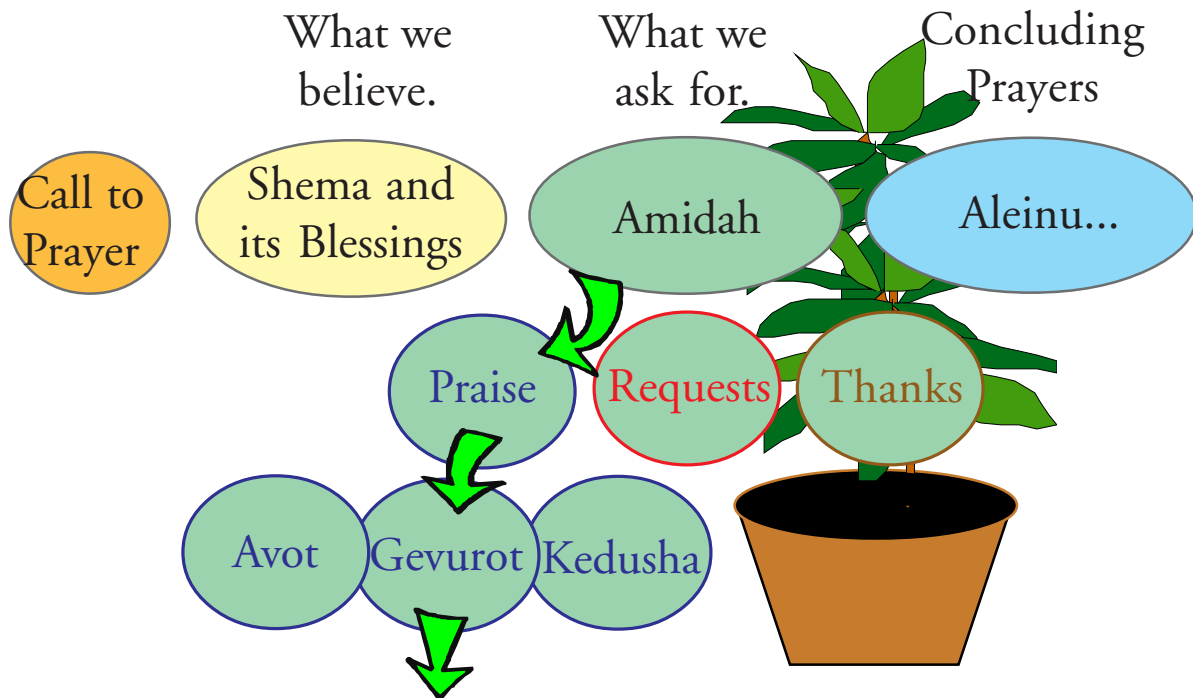 What we
believe.
What we
ask for.
Concluding
Prayers
Call to
Prayer
Shema and
its Blessings
Amidah
Aleinu...
Praise
Requests
Thanks
Avot
Gevurot
Kedusha